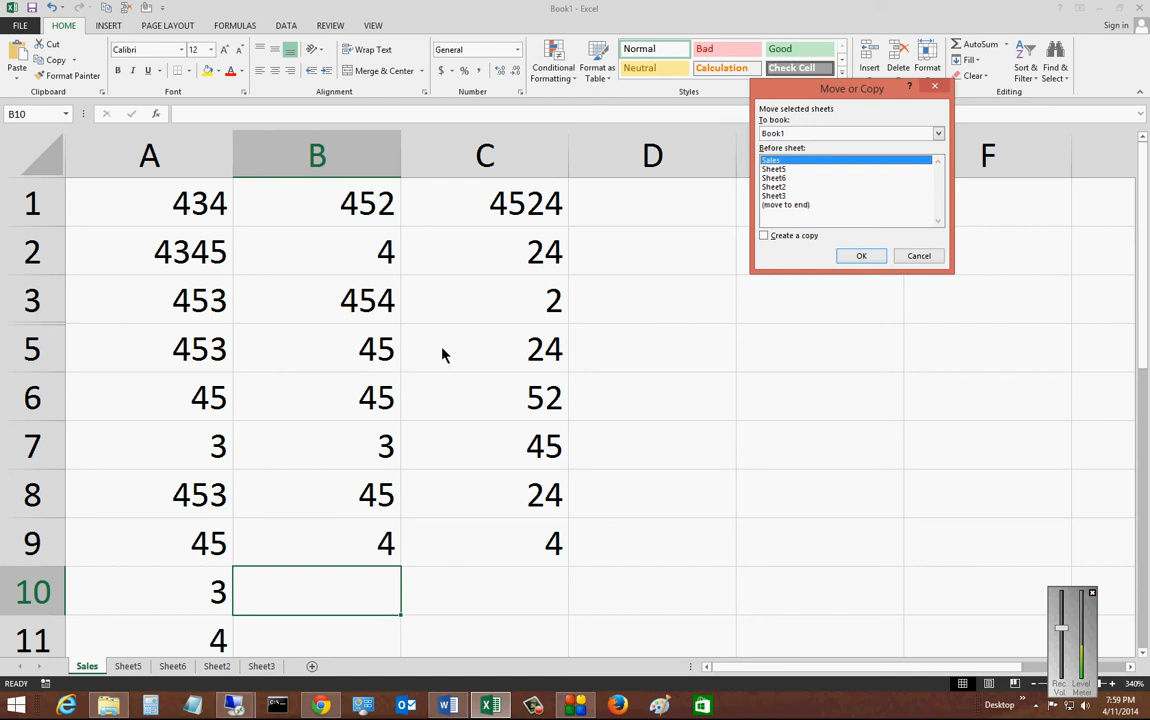 Book1 - Excel
FILE HOME INSERT PAGE LAYOUT FORMULAS DATA REVIEW VIEW Sign in
Paste Cut Copy Format Painter Clipboard
Calibri 12 B I U Font
Wrap Text Merge & Center Alignment
General $ % , Number
Conditional Formatting Format as Table Normal Bad Good Neutral Calculation Check Cell Styles
Insert Delete Format
AutoSum Fill Clear Sort & Filter Find & Select Editing
B10 fx
Move or Copy ?
Move selected sheets
To book:
Book1
Before sheet:
Sales
Sheet5
Sheet6
Sheet2
Sheet3
(move to end)
Create a copy
OK Cancel
A B C D F
1 434 452 4524
2 4345 4 24
3 453 454 2
5 453 45 24
6 45 45 52
7 3 3 45
8 453 45 24
9 45 4 4
10 3
11 4
Sales Sheet5 Sheet6 Sheet2 Sheet3
READY 340%
Rec. Vol Level Meter
Desktop 7:59 PM
4/11/2014